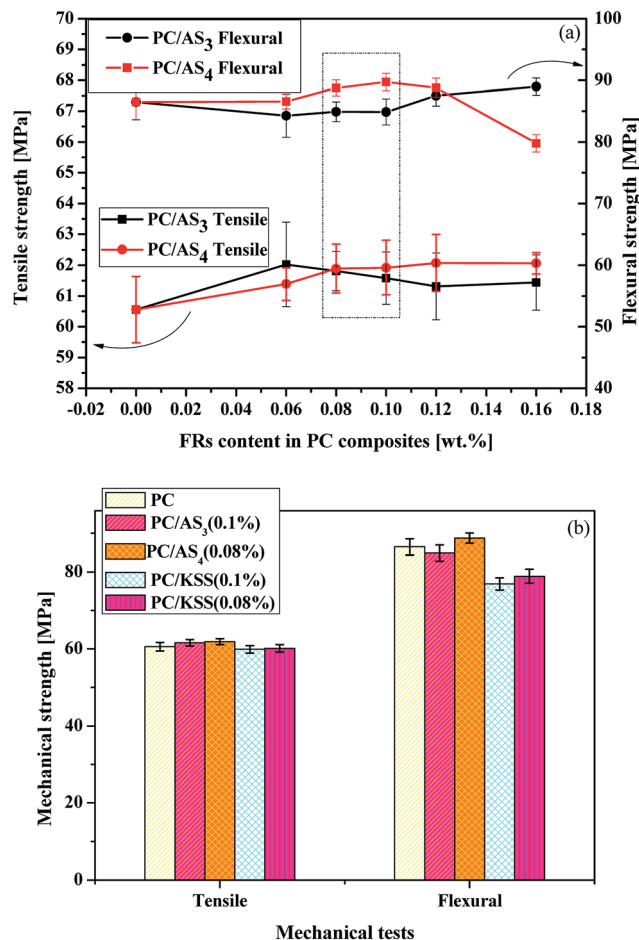 (a)
PC/AS3 Flexural
PC/AS4 Flexural
PC/AS3 Tensile
PC/AS4 Tensile
70
69
68
67
66
65
64
63
62
61
60
59
58
Tensile strength [MPa]
100
90
80
70
60
50
40
Flexural strength [MPa]
-0.02 0.00 0.02 0.04 0.06 0.08 0.10 0.12 0.14 0.16 0.18
FRs content in PC composites [wt.%]
(b)
PC
PC/AS3(0.1%)
PC/AS4(0.08%)
PC/KSS(0.1%)
PC/KSS(0.08%)
80
60
40
20
0
Mechanical strength [MPa]
Tensile Flexural
Mechanical tests